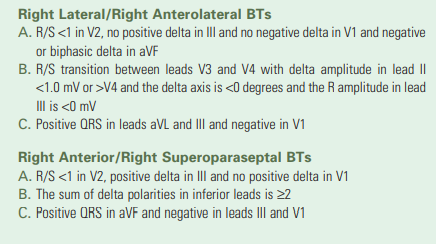 Right Lateral/Right Anterolateral BTs
A. R/S <1 in V2, no positive delta in III and no negative delta in V1 and negative
or biphasic delta in aVF
B. R/S transition between leads V3 and V4 with delta amplitude in lead II
<1.0 mV or >V4 and the delta axis is <0 degrees and the R amplitude in lead
III is <0 mV
C. Positive QRS in leads aVL and III and negative in V1
Right Anterior/Right Superoparaseptal BTs
A. R/S <1 in V2, positive delta in III and no positive delta in V1
B. The sum of delta polarities in inferior leads is ≥2
C. Positive QRS in aVF and negative in leads III and V1